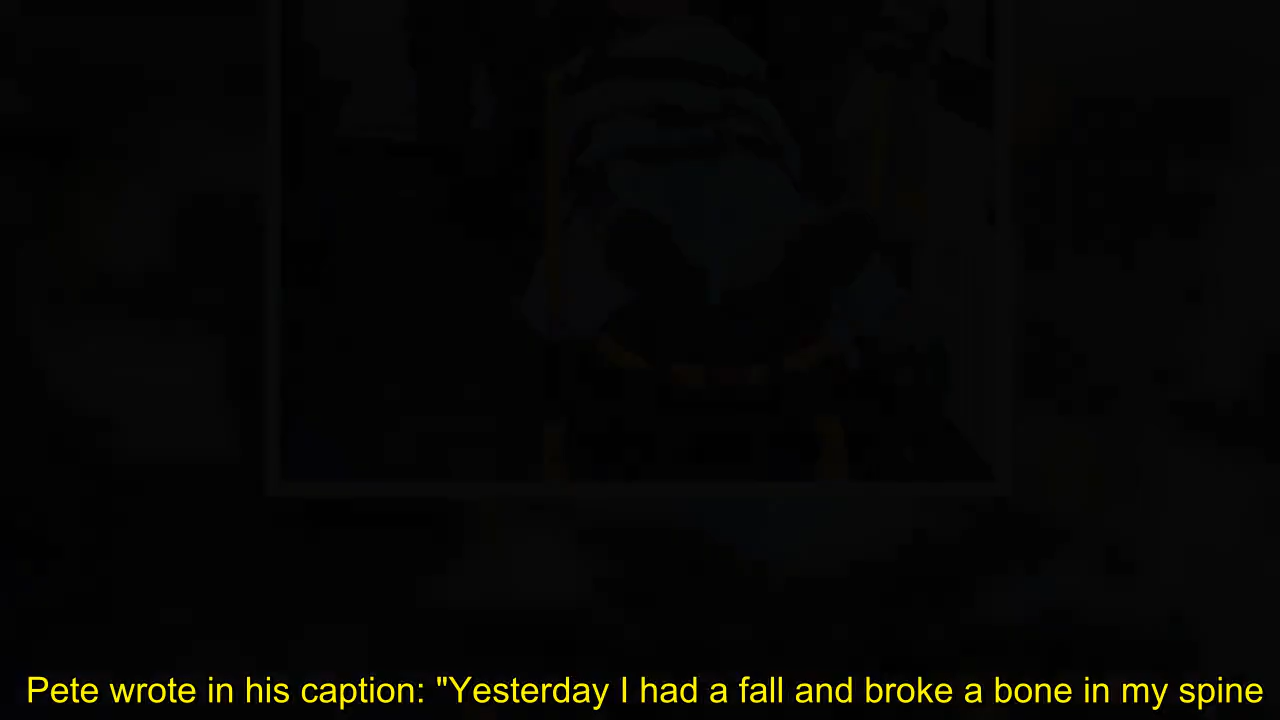 Pete wrote in his caption: "Yesterday I had a fall and broke a bone in my spine